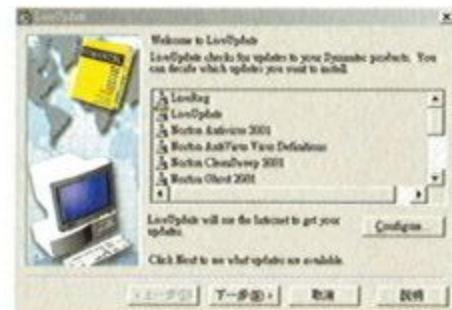 LiveUpdate
Welcome to LiveUpdate
LiveUpdate checks for updates to your Symantec products. You
can decide which updates you want to install.
LiveReg
LiveUpdate
Norton Antivirus 2001
Norton AntiVirus Virus Definitions
Norton CleanSweep 2001
Norton Ghost 2001
LiveUpdate will use the Internet to get your
updates.
Configure...
Click Next to see what updates are available.
<上一步(B) 下一步(N)> 取消 說明